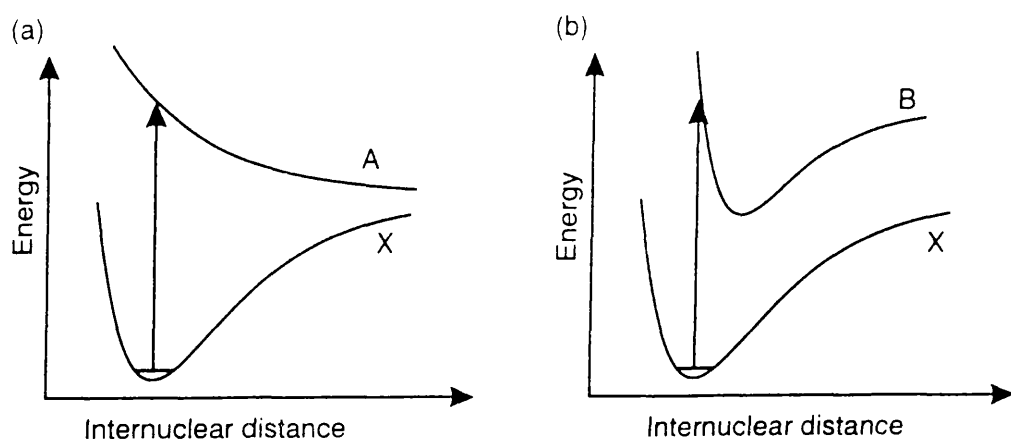 (a)
Energy
A
X
Internuclear distance
(b)
Energy
B
X
Internuclear distance